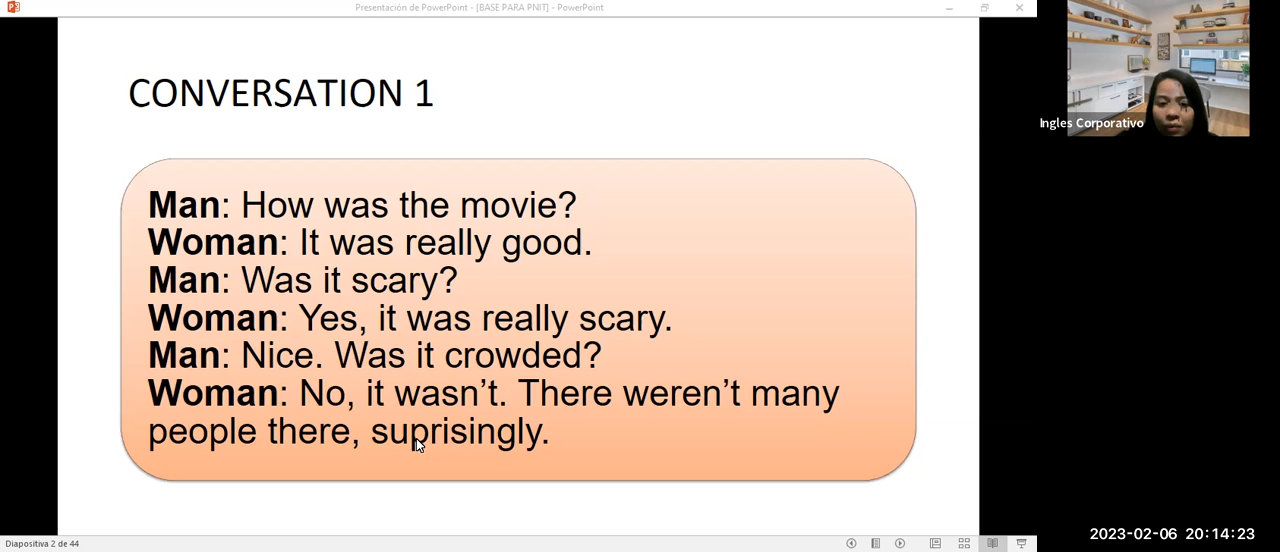 Presentación de PowerPoint - [BASE PARA PNIT] - PowerPoint
CONVERSATION 1
Man: How was the movie?
Woman: It was really good.
Man: Was it scary?
Woman: Yes, it was really scary.
Man: Nice. Was it crowded?
Woman: No, it wasn’t. There weren’t many
people there, suprisingly.
Ingles Corporativo
Diapositiva 2 de 44
2023-02-06 20:14:23